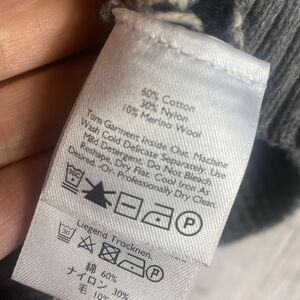 60% Cotton
30% Nylon
10% Merino Wool
Turn Garment Inside Out. Machine
Wash Cold Delicate Separately. Use
Mild Detergent. Do Not
Reshape. Dry Flat. Cool Iron As
Desired. -Or- Professionally Dry Clean
30C
P
Liegend Trocknen.
P
綿 60%
ナイロン 30%
毛 10%